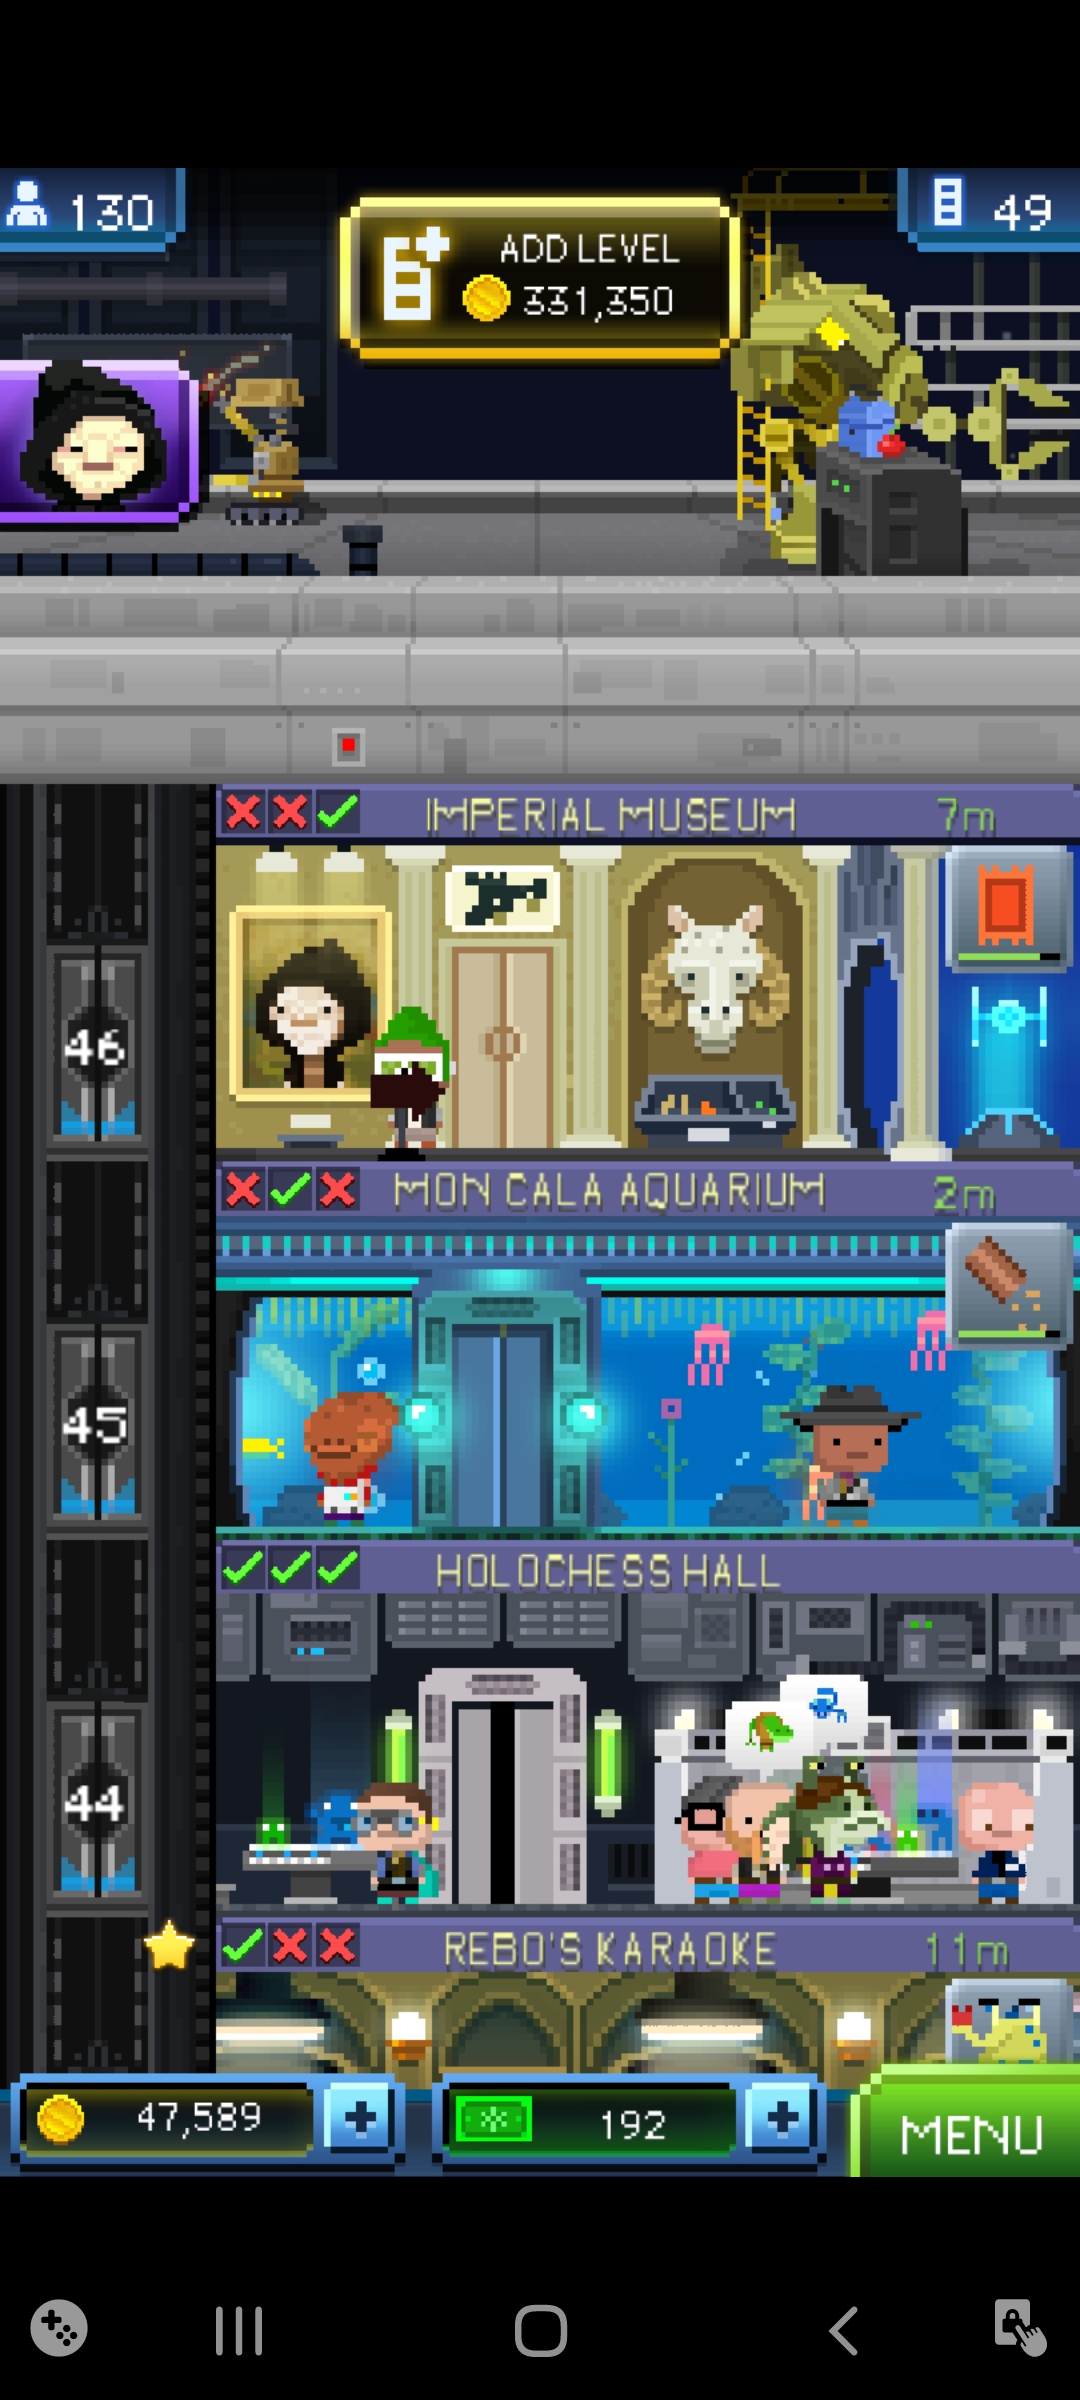 130
ADD LEVEL
331,350
49
IMPERIAL MUSEUM 7m
46
MON CALA AQUARIUM 2m
45
HOLOCHESS HALL
44
REBO'S KARAOKE 11m
47,589
192
MENU